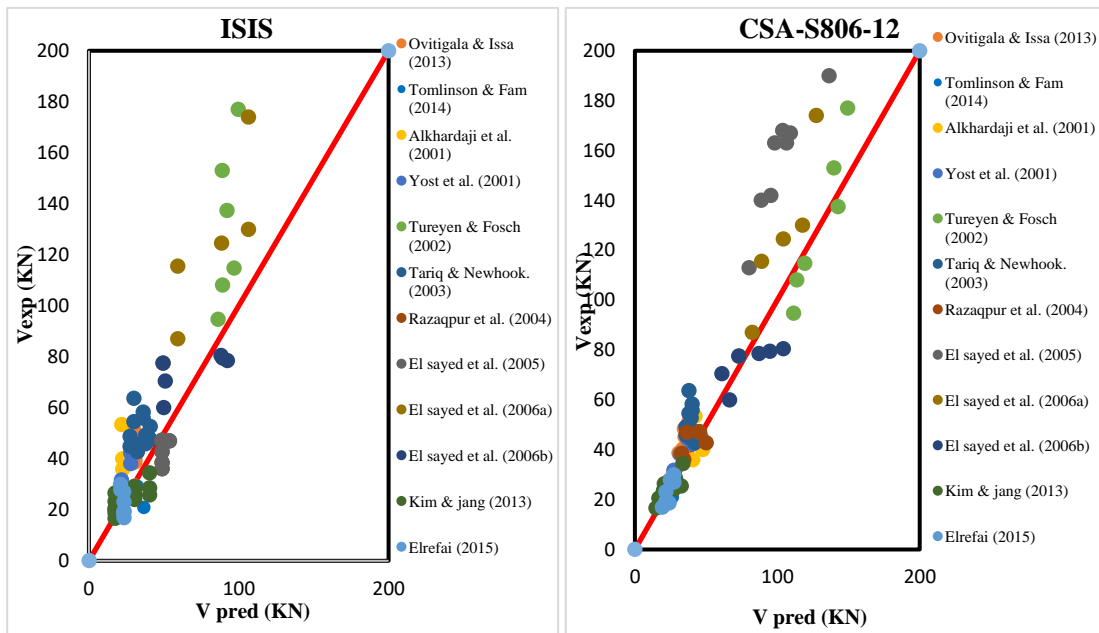 ISIS
Vexp (KN)
200
180
160
140
120
100
80
60
40
20
0
0
100
200
V pred (KN)
Ovitigala & Issa
(2013)
Tomlinson & Fam
(2014)
Alkhardaji et al.
(2001)
Yost et al. (2001)
Tureyen & Fosch
(2002)
Tariq & Newhook.
(2003)
Razaqpur et al. (2004)
El sayed et al. (2005)
El sayed et al. (2006a)
El sayed et al. (2006b)
Kim & jang (2013)
Elrefai (2015)
CSA-S806-12
Vexp (KN)
200
180
160
140
120
100
80
60
40
20
0
0
100
200
V pred (KN)
Ovitigala & Issa (2013)
Tomlinson & Fam
(2014)
Alkhardaji et al. (2001)
Yost et al. (2001)
Tureyen & Fosch
(2002)
Tariq & Newhook.
(2003)
Razaqpur et al. (2004)
El sayed et al. (2005)
El sayed et al. (2006a)
El sayed et al. (2006b)
Kim & jang (2013)
Elrefai (2015)